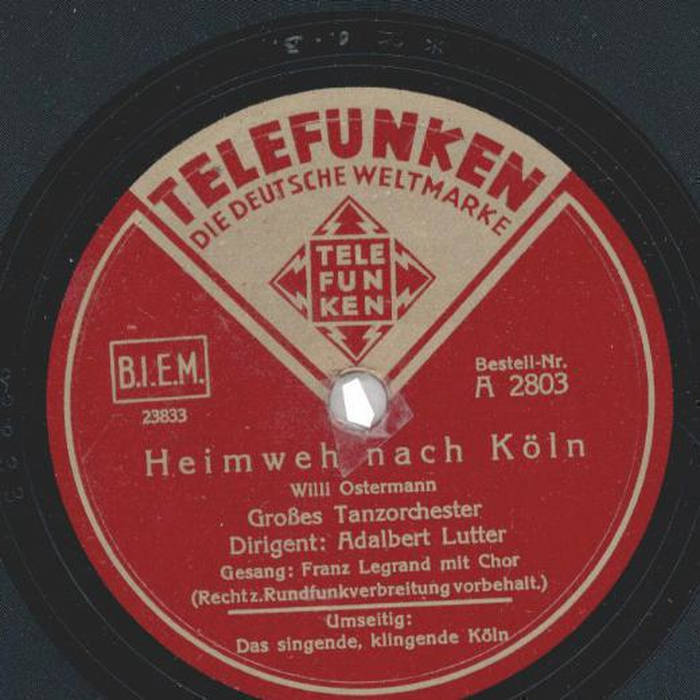 TELEFUNKEN
DIE DEUTSCHE WELTMARKE
TELE
FUN
KEN
B.I.E.M.
23833
Bestell-Nr.
A 2803
Heimweh nach Köln
Willi Ostermann
Großes Tanzorchester
Dirigent: Adalbert Lutter
Gesang: Franz Legrand mit Chor
(Recht z. Rundfunkverbreitung vorbehalt.)
Umseitig:
Das singende, klingende Köln